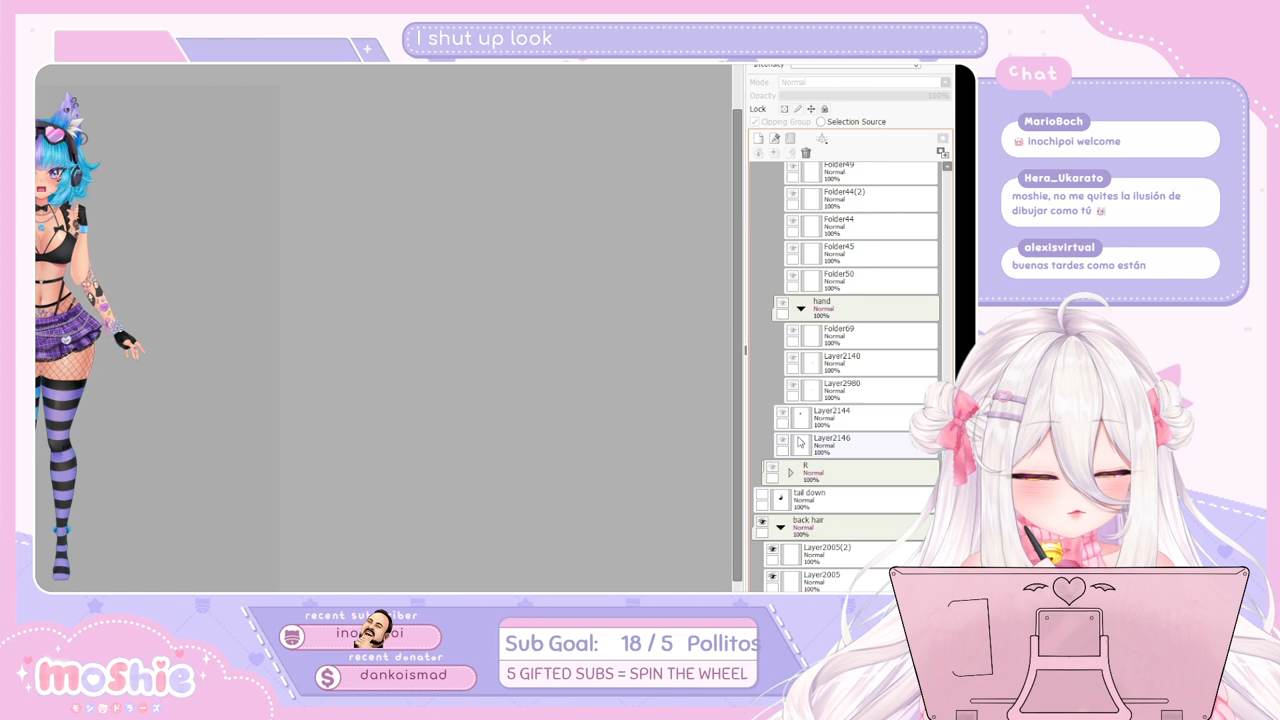 I shut up look
+
Intensity
Mode Normal
Opacity 100%
Lock
Clipping Group Selection Source
Folder49
Normal
100%
Folder44(2)
Normal
100%
Folder44
Normal
100%
Folder45
Normal
100%
Folder50
Normal
100%
hand
Normal
100%
Folder69
Normal
100%
Layer2140
Normal
100%
Layer2980
Normal
100%
Layer2144
Normal
100%
Layer2146
Normal
100%
R
Normal
100%
tail down
Normal
100%
back hair
Normal
100%
Layer2005(2)
Normal
100%
Layer2005
Normal
100%
Chat
MarioBoch
inochipoi welcome
Hera_Ukarato
moshie, no me quites la ilusión de
dibujar como tú
alexisvirtual
buenas tardes como están
recent donator
dankoismad
Sub Goal: 18 / 5 Pollitos
5 GIFTED SUBS = SPIN THE WHEEL
moshie